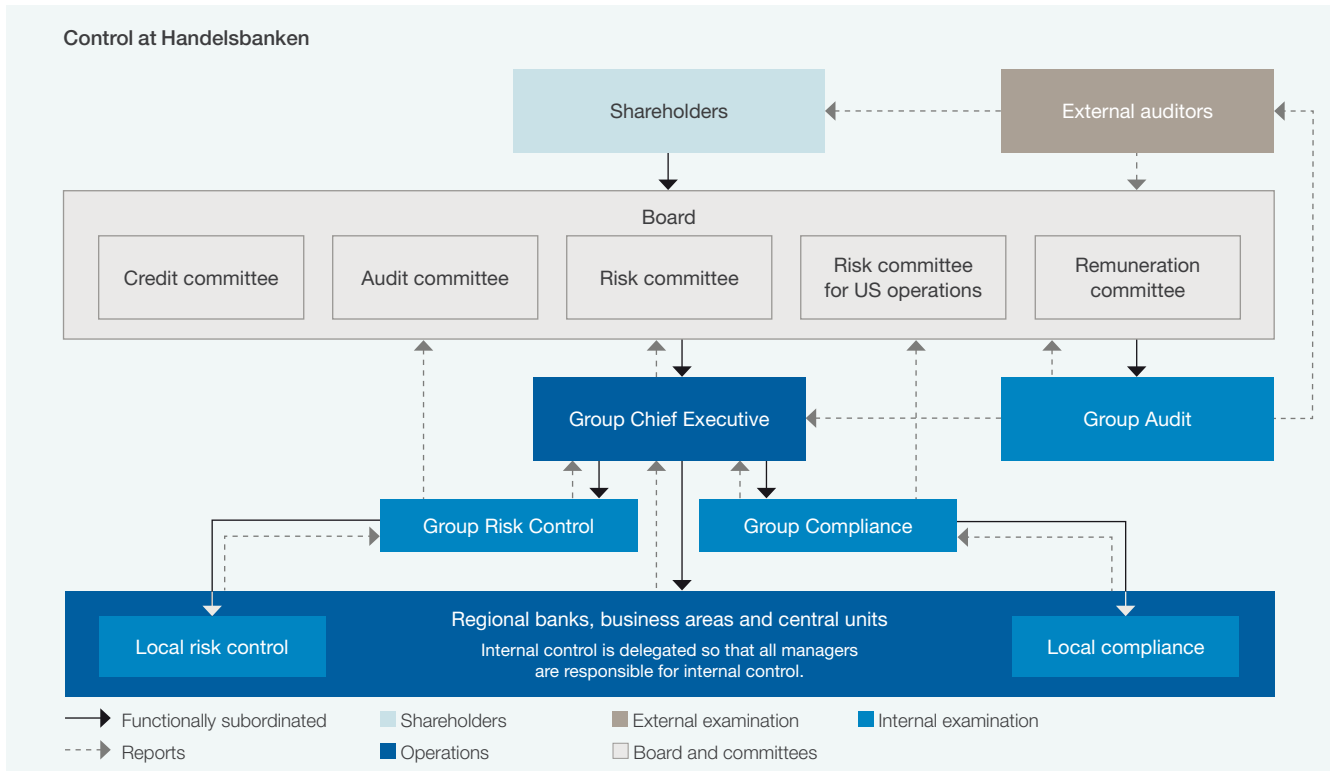 Control at Handelsbanken
Shareholders
External auditors
Board
Credit committee
Audit committee
Risk committee
Risk committee
for US operations
Remuneration
committee
Group Chief Executive
Group Audit
Group Risk Control
Group Compliance
Regional banks, business areas and central units
Internal control is delegated so that all managers
are responsible for internal control.
Local risk control
Local compliance
Functionally subordinated
Shareholders
External examination
Internal examination
Reports
Operations
Board and committees